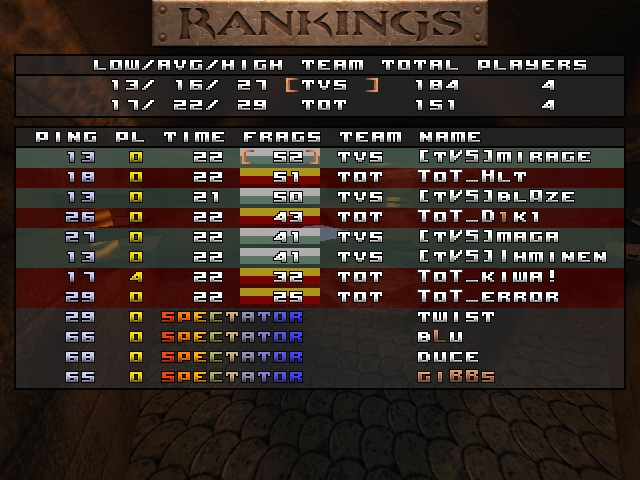 RANKINGS
LOW/AVG/HIGH TEAM TOTAL PLAYERS
13/ 16/ 27 [TVS ] 184 4
17/ 22/ 29 TOT 151 4
PING PL TIME FRAGS TEAM NAME
13 0 22 [ 52 ] TVS [TVS]MIRAGE
18 0 22 51 TOT TOT_HLT
13 0 21 50 TVS [TVS]BLAZE
26 0 22 43 TOT TOT_D1K1
27 0 22 41 TVS [TVS]MAGA
13 0 22 41 TVS [TVS]IHMINEN
17 4 22 32 TOT TOT_KIWA!
29 0 22 25 TOT TOT_ERROR
29 0 SPECTATOR TWIST
66 0 SPECTATOR BLU
68 0 SPECTATOR DUCE
65 0 SPECTATOR GIBBS